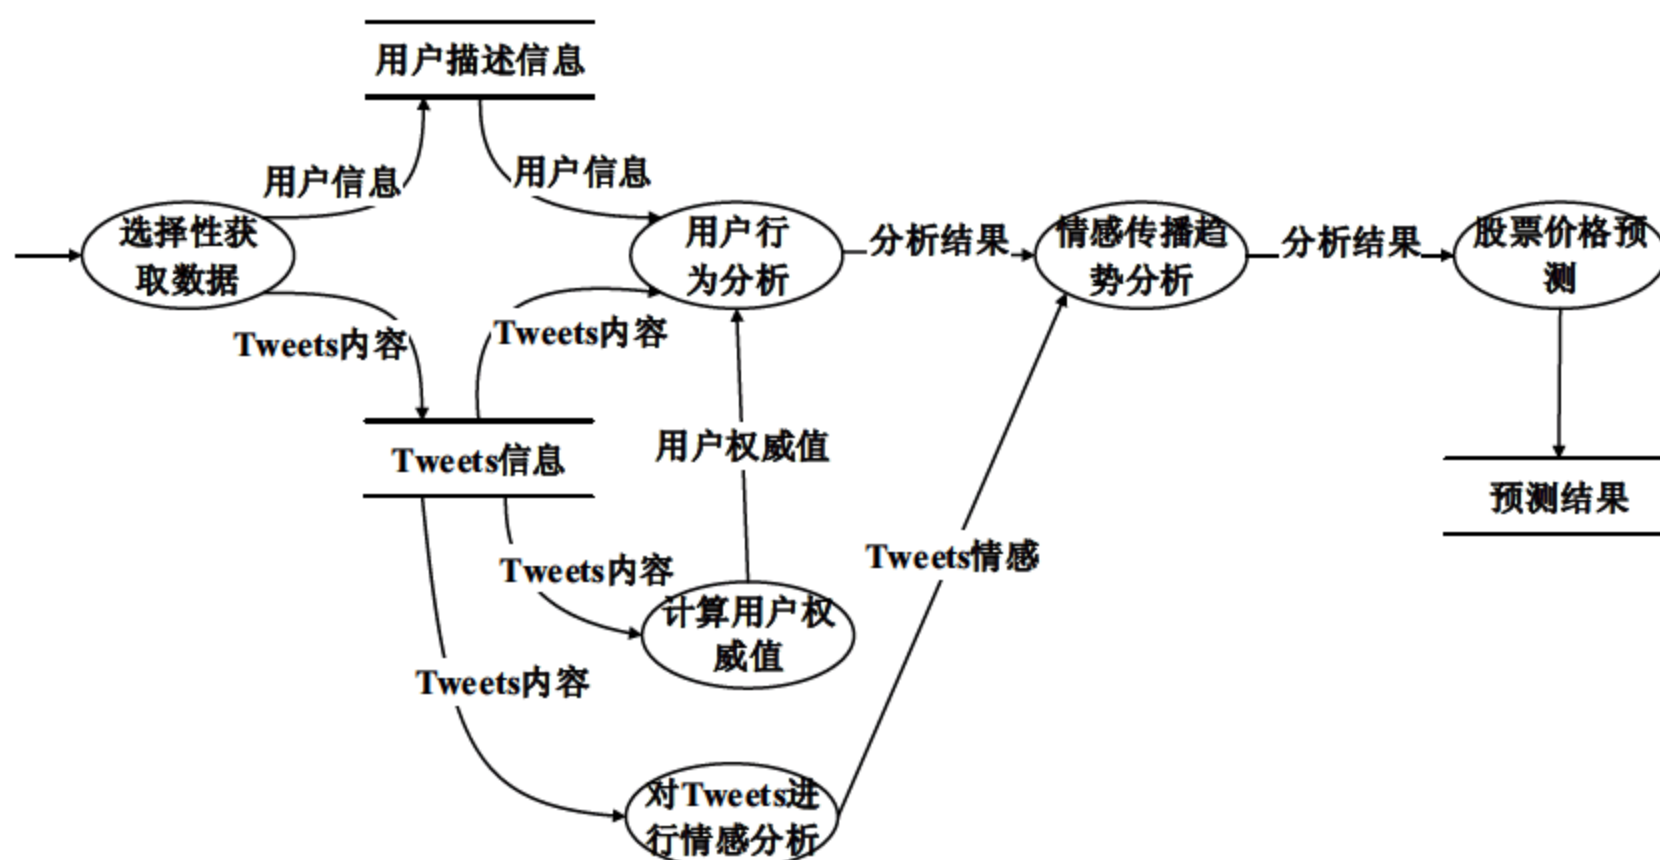 用户描述信息
用户信息
用户信息
选择性获
取数据
用户行
为分析
分析结果
情感传播趋
势分析
分析结果
股票价格预
测
Tweets内容
Tweets内容
Tweets信息
用户权威值
预测结果
Tweets内容
Tweets情感
计算用户权
威值
Tweets内容
对Tweets进
行情感分析